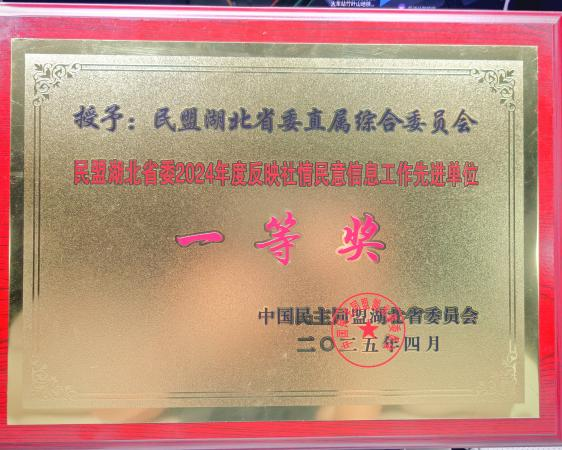 授予：民盟湖北省委直属综合委员会
民盟湖北省委2024年度反映社情民意信息工作先进单位
一等奖
中国民主同盟湖北省委员会
二〇二五年四月